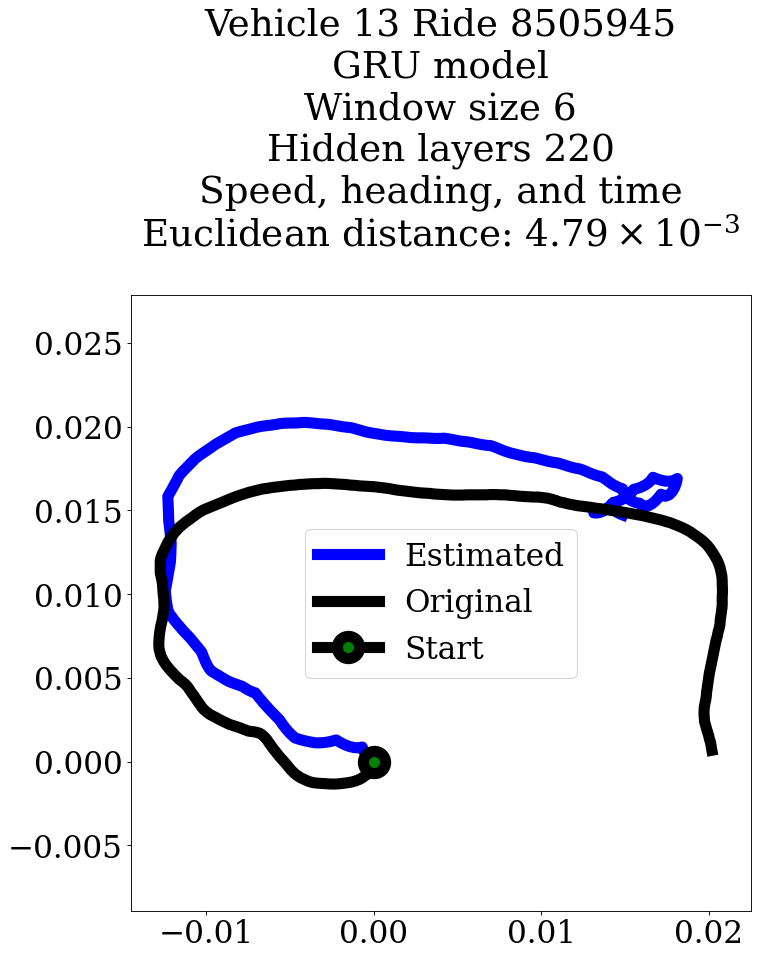 Vehicle 13 Ride 8505945
GRU model
Window size 6
Hidden layers 220
Speed, heading, and time
Euclidean distance: 4.79 × 10⁻³
0.025
0.020
0.015
0.010
0.005
0.000
−0.005
Estimated
Original
Start
−0.01
0.00
0.01
0.02